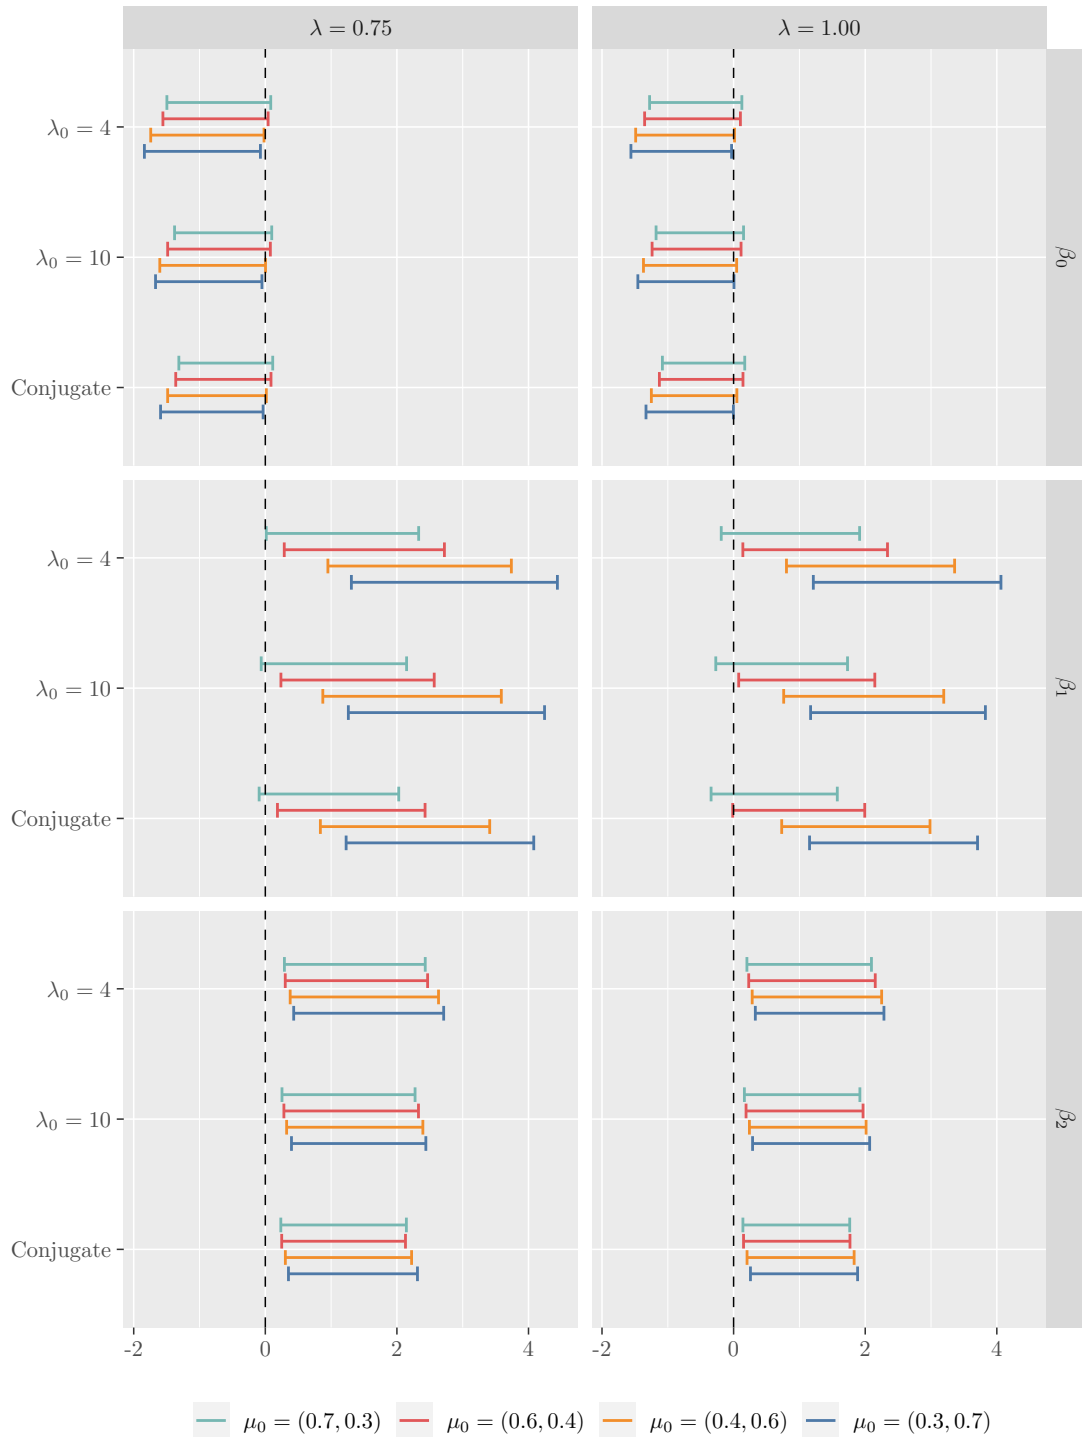 λ = 0.75 λ = 1.00
λ₀ = 4
λ₀ = 10
Conjugate
β₀
λ₀ = 4
λ₀ = 10
Conjugate
β₁
λ₀ = 4
λ₀ = 10
Conjugate
β₂
-2 0 2 4 -2 0 2 4
μ₀ = (0.7, 0.3) μ₀ = (0.6, 0.4) μ₀ = (0.4, 0.6) μ₀ = (0.3, 0.7)